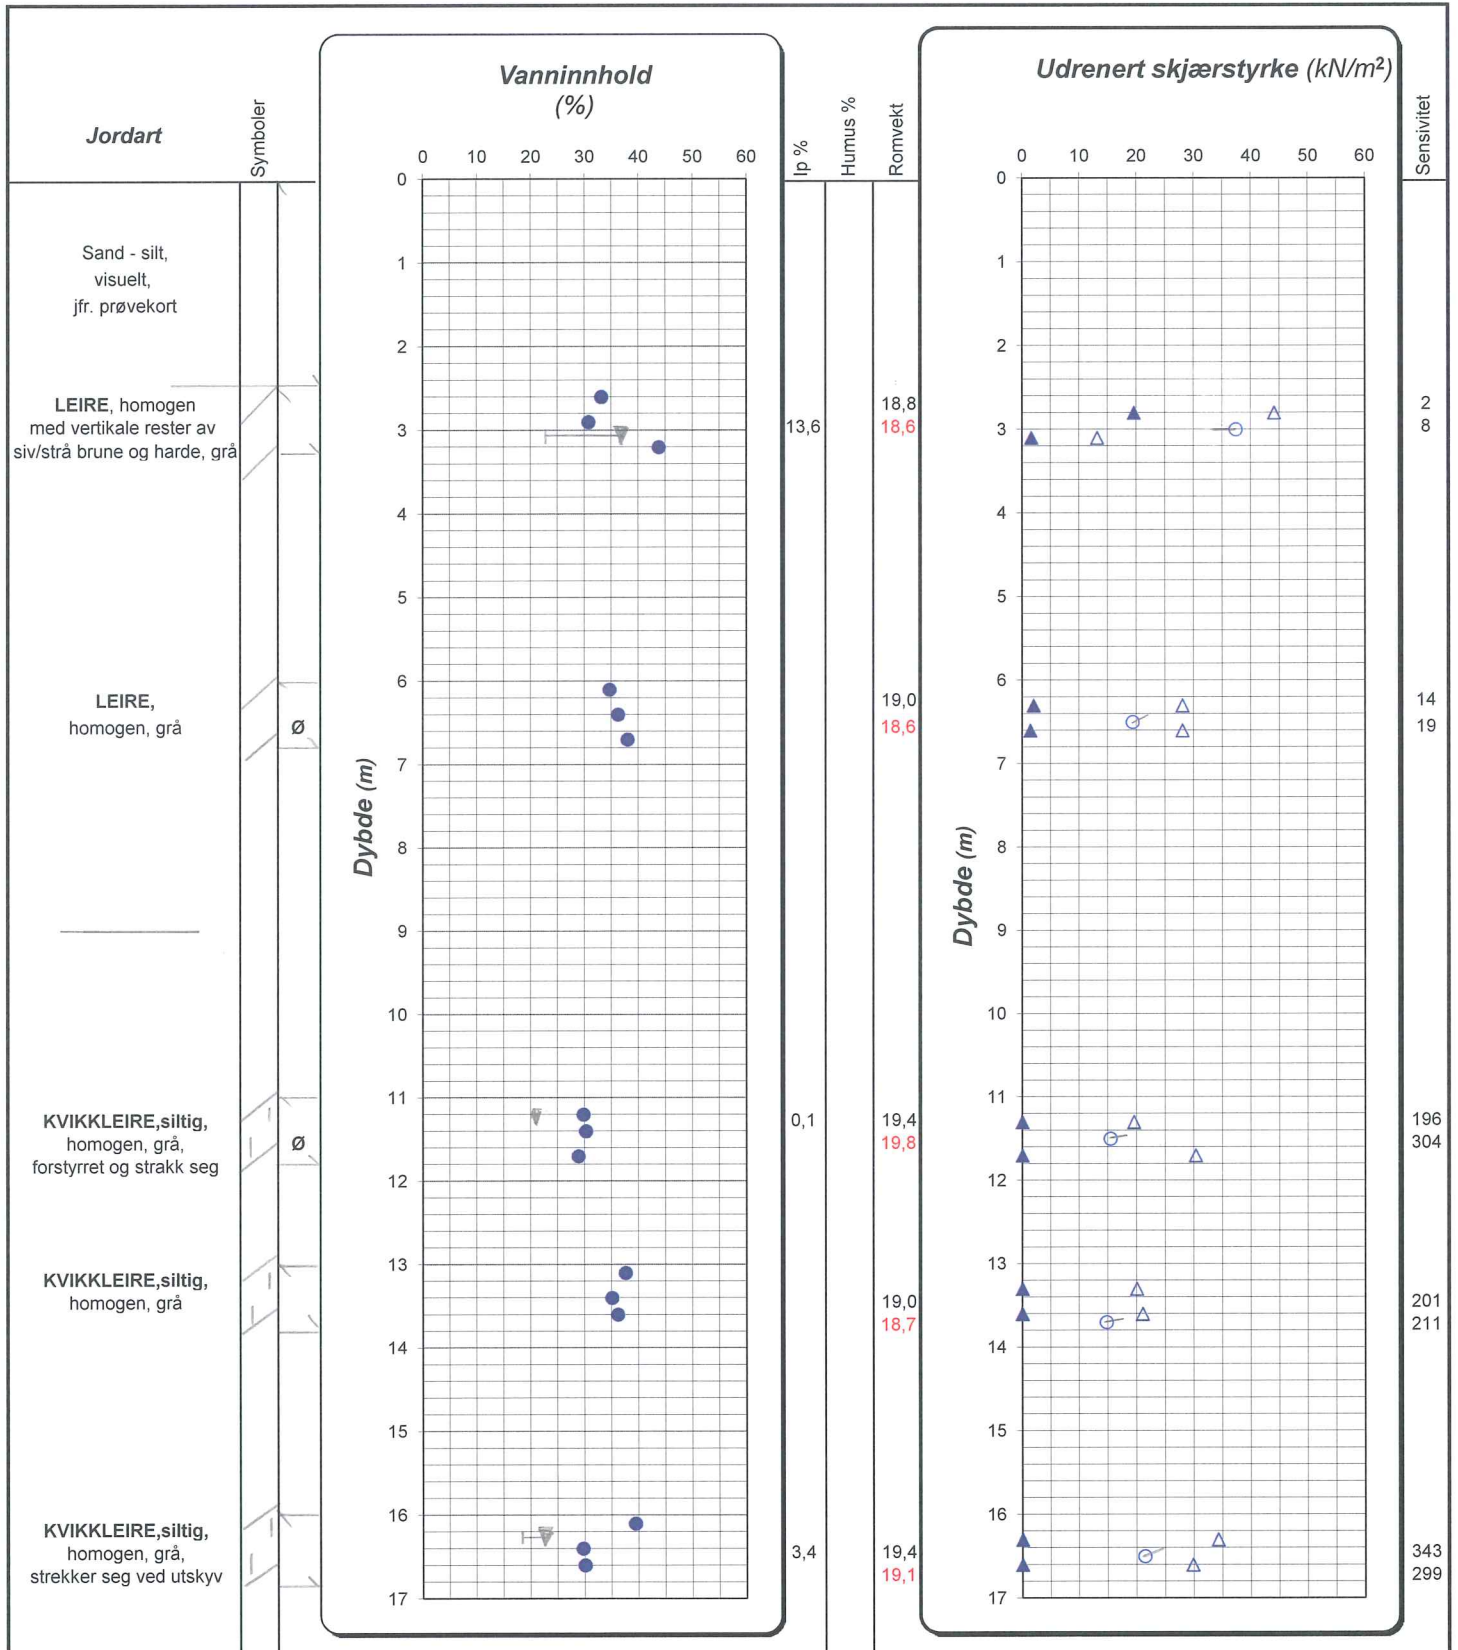 Jordart
Symboler
Vanninnhold
(%)
0 10 20 30 40 50 60
Ip %
Humus %
Romvekt
Udrenert skjærstyrke (kN/m²)
0 10 20 30 40 50 60
Sensivitet
Sand - silt,
visuelt,
jfr. prøvekort
LEIRE, homogen
med vertikale rester av
siv/strå brune og harde, grå
LEIRE,
homogen, grå
Ø
KVIKKLEIRE,siltig,
homogen, grå,
forstyrret og strakk seg
Ø
KVIKKLEIRE,siltig,
homogen, grå
KVIKKLEIRE,siltig,
homogen, grå,
strekker seg ved utskyv
Dybde (m)
0
1
2
3
4
5
6
7
8
9
10
11
12
13
14
15
16
17
13,6
0,1
3,4
18,8
18,6
19,0
18,6
19,4
19,8
19,0
18,7
19,4
19,1
Dybde (m)
0
1
2
3
4
5
6
7
8
9
10
11
12
13
14
15
16
17
2
8
14
19
196
304
201
211
343
299